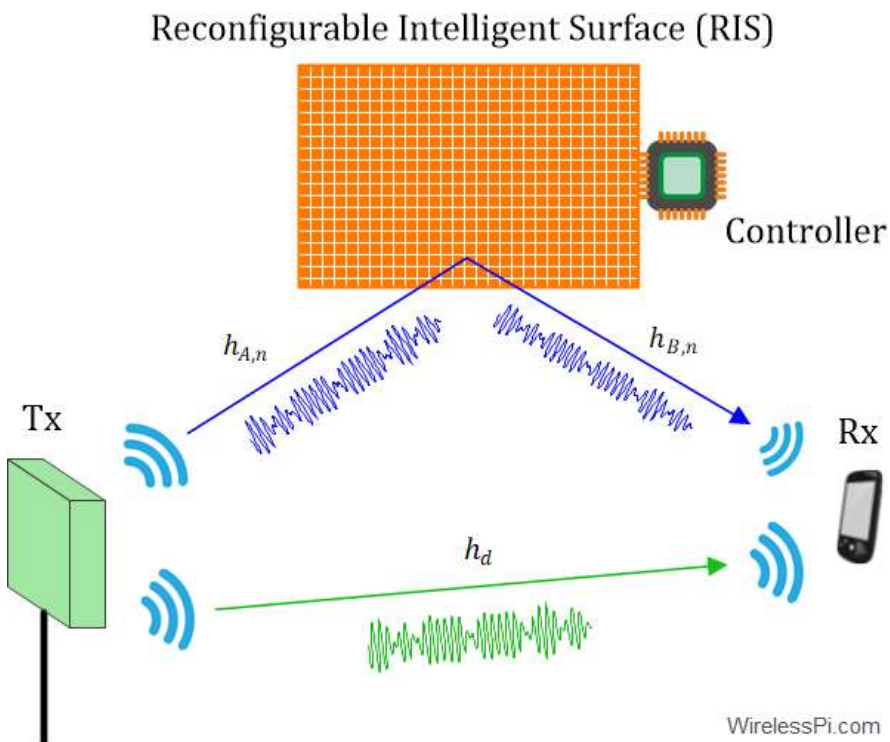 Reconfigurable Intelligent Surface (RIS)
Controller
h_{A,n}
h_{B,n}
Tx
Rx
h_d
WirelessPi.com